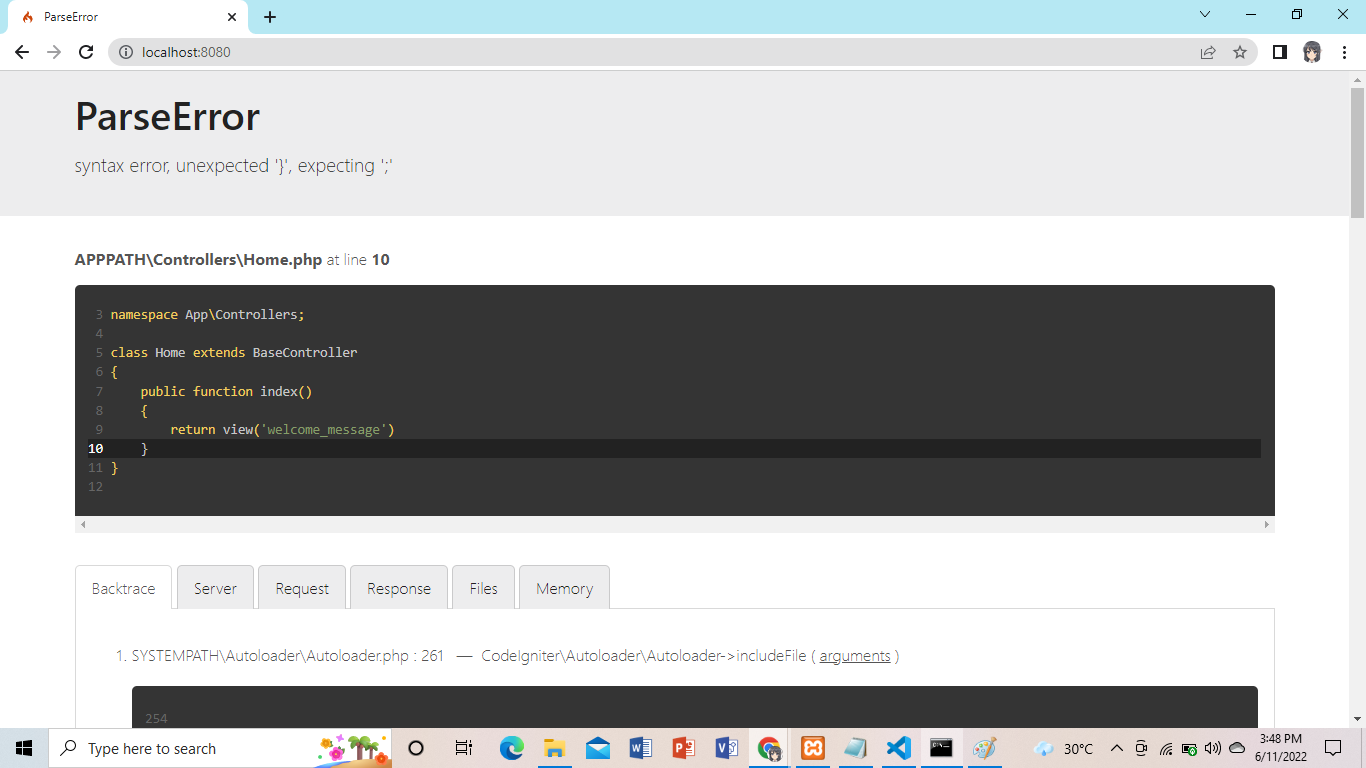 ParseError
localhost:8080
ParseError
syntax error, unexpected '}', expecting ';'
APPPATH\Controllers\Home.php at line 10
3 namespace App\Controllers;
4
5 class Home extends BaseController
6 {
7 public function index()
8 {
9 return view('welcome_message')
10 }
11 }
12
Backtrace Server Request Response Files Memory
1. SYSTEMPATH\Autoloader\Autoloader.php : 261 — CodeIgniter\Autoloader\Autoloader->includeFile ( arguments )
254
Type here to search 30°C 3:48 PM
6/11/2022